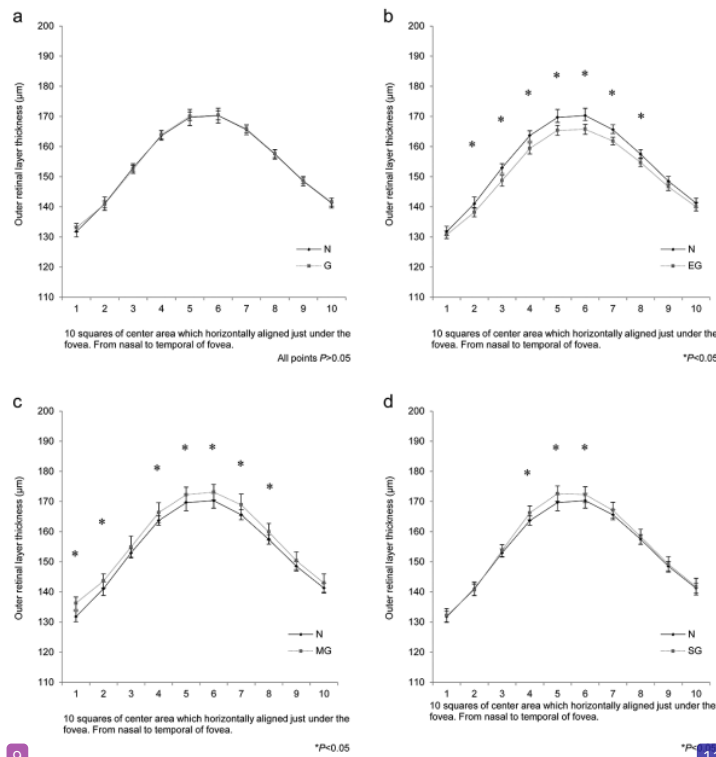 a
Outer retinal layer thickness (μm)
200
190
180
170
160
150
140
130
120
110
N
G
1 2 3 4 5 6 7 8 9 10
10 squares of center area which horizontally aligned just under the
fovea. From nasal to temporal of fovea.
All points P>0.05
b
Outer retinal layer thickness (μm)
200
190
180
170
160
150
140
130
120
110
* * * * * * *
N
EG
1 2 3 4 5 6 7 8 9 10
10 squares of center area which horizontally aligned just under the
fovea. From nasal to temporal of fovea.
*P<0.05
c
Outer retinal layer thickness (μm)
200
190
180
170
160
150
140
130
120
110
* * * * * * *
N
MG
1 2 3 4 5 6 7 8 9 10
10 squares of center area which horizontally aligned just under the
fovea. From nasal to temporal of fovea.
*P<0.05
d
Outer retinal layer thickness (μm)
200
190
180
170
160
150
140
130
120
110
* * *
N
SG
1 2 3 4 5 6 7 8 9 10
10 squares of center area which horizontally aligned just under the
fovea. From nasal to temporal of fovea.
*P<0.05